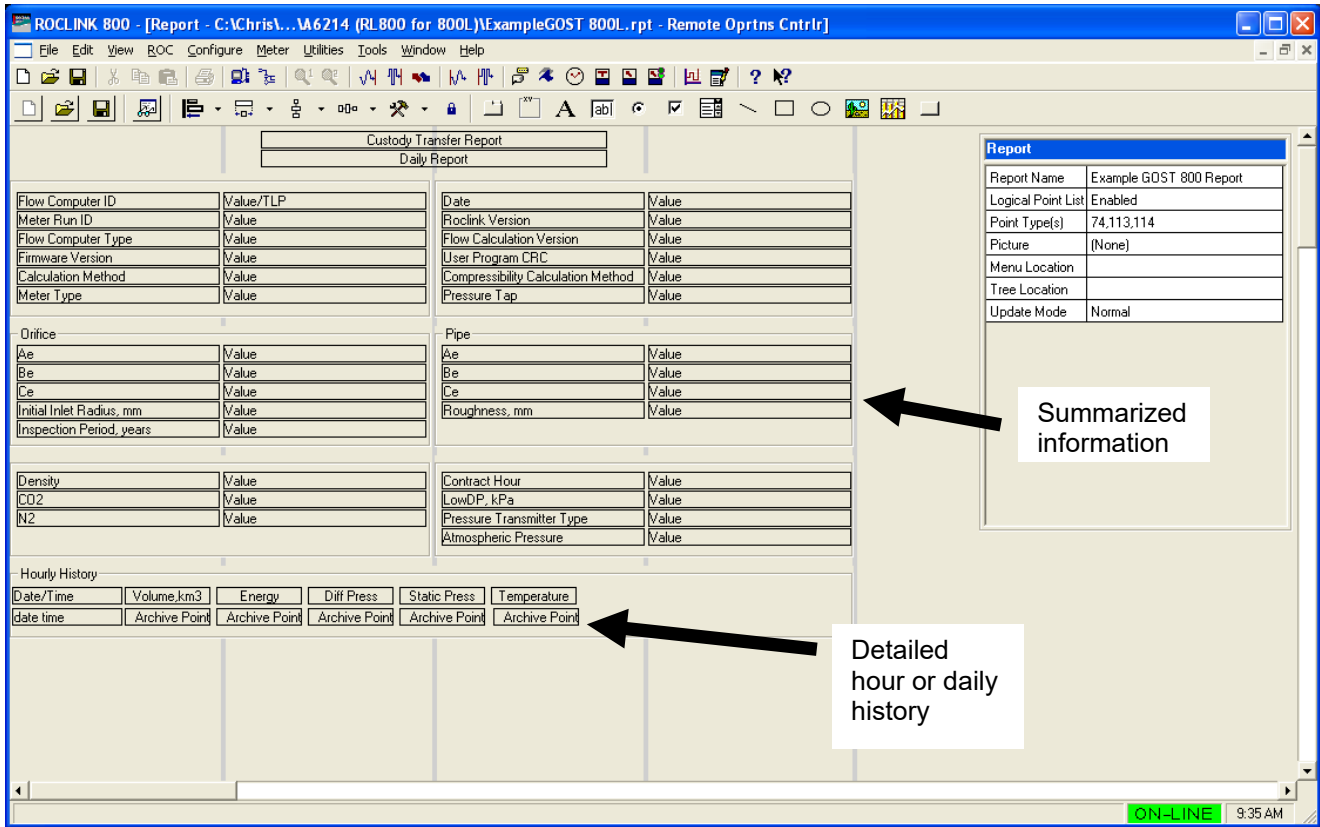 ROCLINK 800 - [Report - C:\Chris\...\A6214 (RL800 for 800L)\ExampleGOST 800L.rpt - Remote Oprtns Cntrlr]
File Edit View ROC Configure Meter Utilities Tools Window Help
Custody Transfer Report
Daily Report
Flow Computer ID Value/TLP Date Value
Meter Run ID Value Roclink Version Value
Flow Computer Type Value Flow Calculation Version Value
Firmware Version Value User Program CRC Value
Calculation Method Value Compressibility Calculation Method Value
Meter Type Value Pressure Tap Value
Orifice Pipe
Ae Value Ae Value
Be Value Be Value
Ce Value Ce Value
Initial Inlet Radius, mm Value Roughness, mm Value
Inspection Period, years Value
Density Value Contract Hour Value
CO2 Value LowDP, kPa Value
N2 Value Pressure Transmitter Type Value
Atmospheric Pressure Value
Hourly History
Date/Time Volume,km3 Energy Diff Press Static Press Temperature
date time Archive Point Archive Point Archive Point Archive Point Archive Point
Report
Report Name Example GOST 800 Report
Logical Point List Enabled
Point Type(s) 74,113,114
Picture (None)
Menu Location
Tree Location
Update Mode Normal
Summarized
information
Detailed
hour or daily
history
ON-LINE 9:35 AM